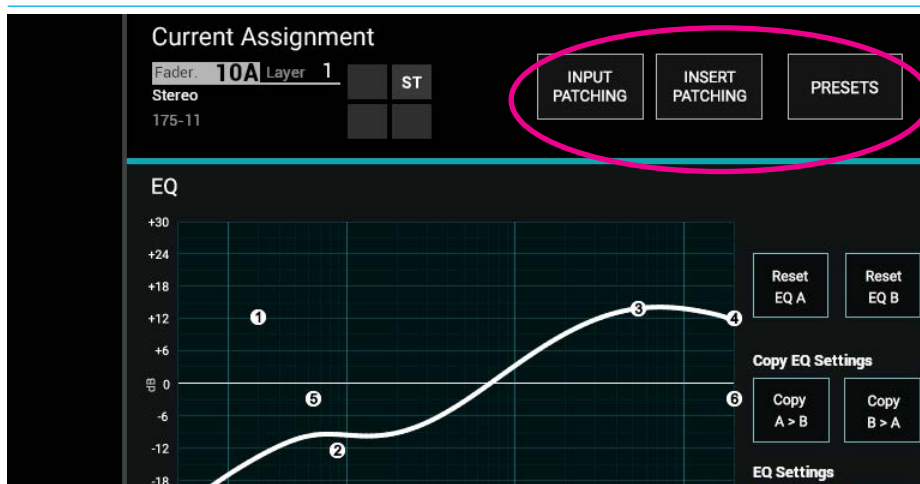 Current Assignment
Fader. 10A Layer 1
Stereo
ST
175-11
INPUT
PATCHING
INSERT
PATCHING
PRESETS
EQ
+30
+24
+18
+12
+6
dB 0
-6
-12
-18
1
2
3
4
5
6
Reset
EQ A
Reset
EQ B
Copy EQ Settings
Copy
A > B
Copy
B > A
EQ Settings